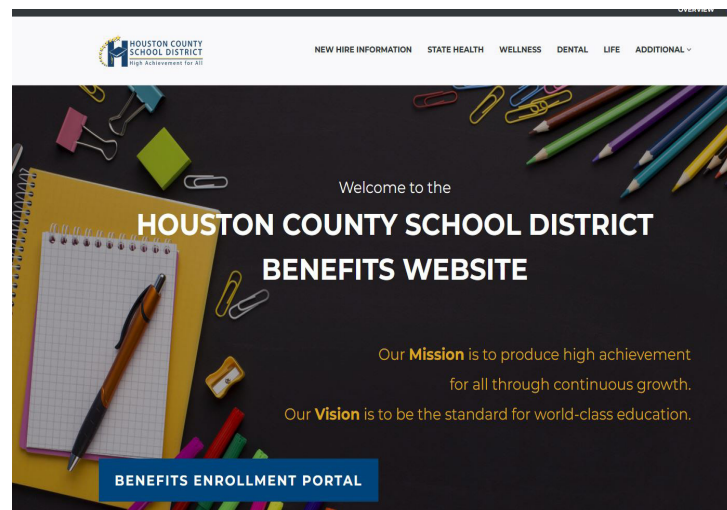 OVERVIEW
HOUSTON COUNTY
SCHOOL DISTRICT
High Achievement for All
NEW HIRE INFORMATION STATE HEALTH WELLNESS DENTAL LIFE ADDITIONAL
Welcome to the
HOUSTON COUNTY SCHOOL DISTRICT
BENEFITS WEBSITE
Our Mission is to produce high achievement
for all through continuous growth.
Our Vision is to be the standard for world-class education.
BENEFITS ENROLLMENT PORTAL